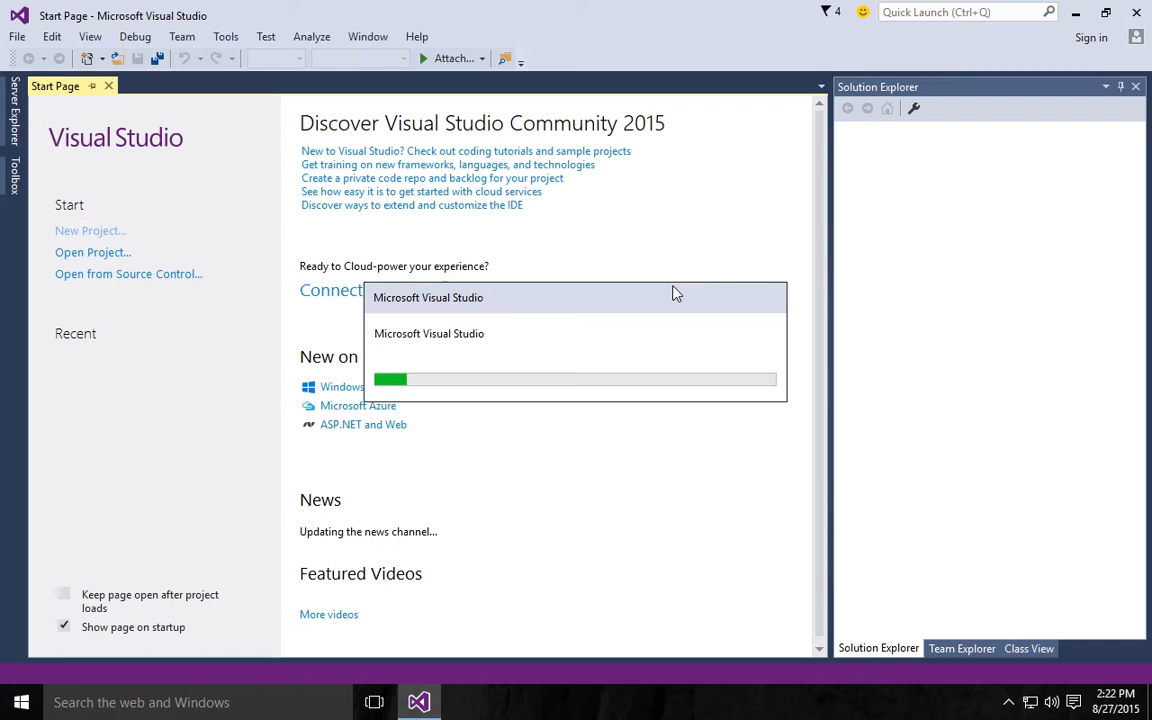 Start Page - Microsoft Visual Studio
4
Quick Launch (Ctrl+Q)
File Edit View Debug Team Tools Test Analyze Window Help
Sign in
Attach...
Server Explorer
Toolbox
Start Page
Solution Explorer
Visual Studio
Start
New Project...
Open Project...
Open from Source Control...
Recent
Keep page open after project
loads
Show page on startup
Discover Visual Studio Community 2015
New to Visual Studio? Check out coding tutorials and sample projects
Get training on new frameworks, languages, and technologies
Create a private code repo and backlog for your project
See how easy it is to get started with cloud services
Discover ways to extend and customize the IDE
Ready to Cloud-power your experience?
Connect
Microsoft Visual Studio
Microsoft Visual Studio
New on
Windows
Microsoft Azure
ASP.NET and Web
News
Updating the news channel...
Featured Videos
More videos
Solution Explorer Team Explorer Class View
Search the web and Windows
2:22 PM
8/27/2015